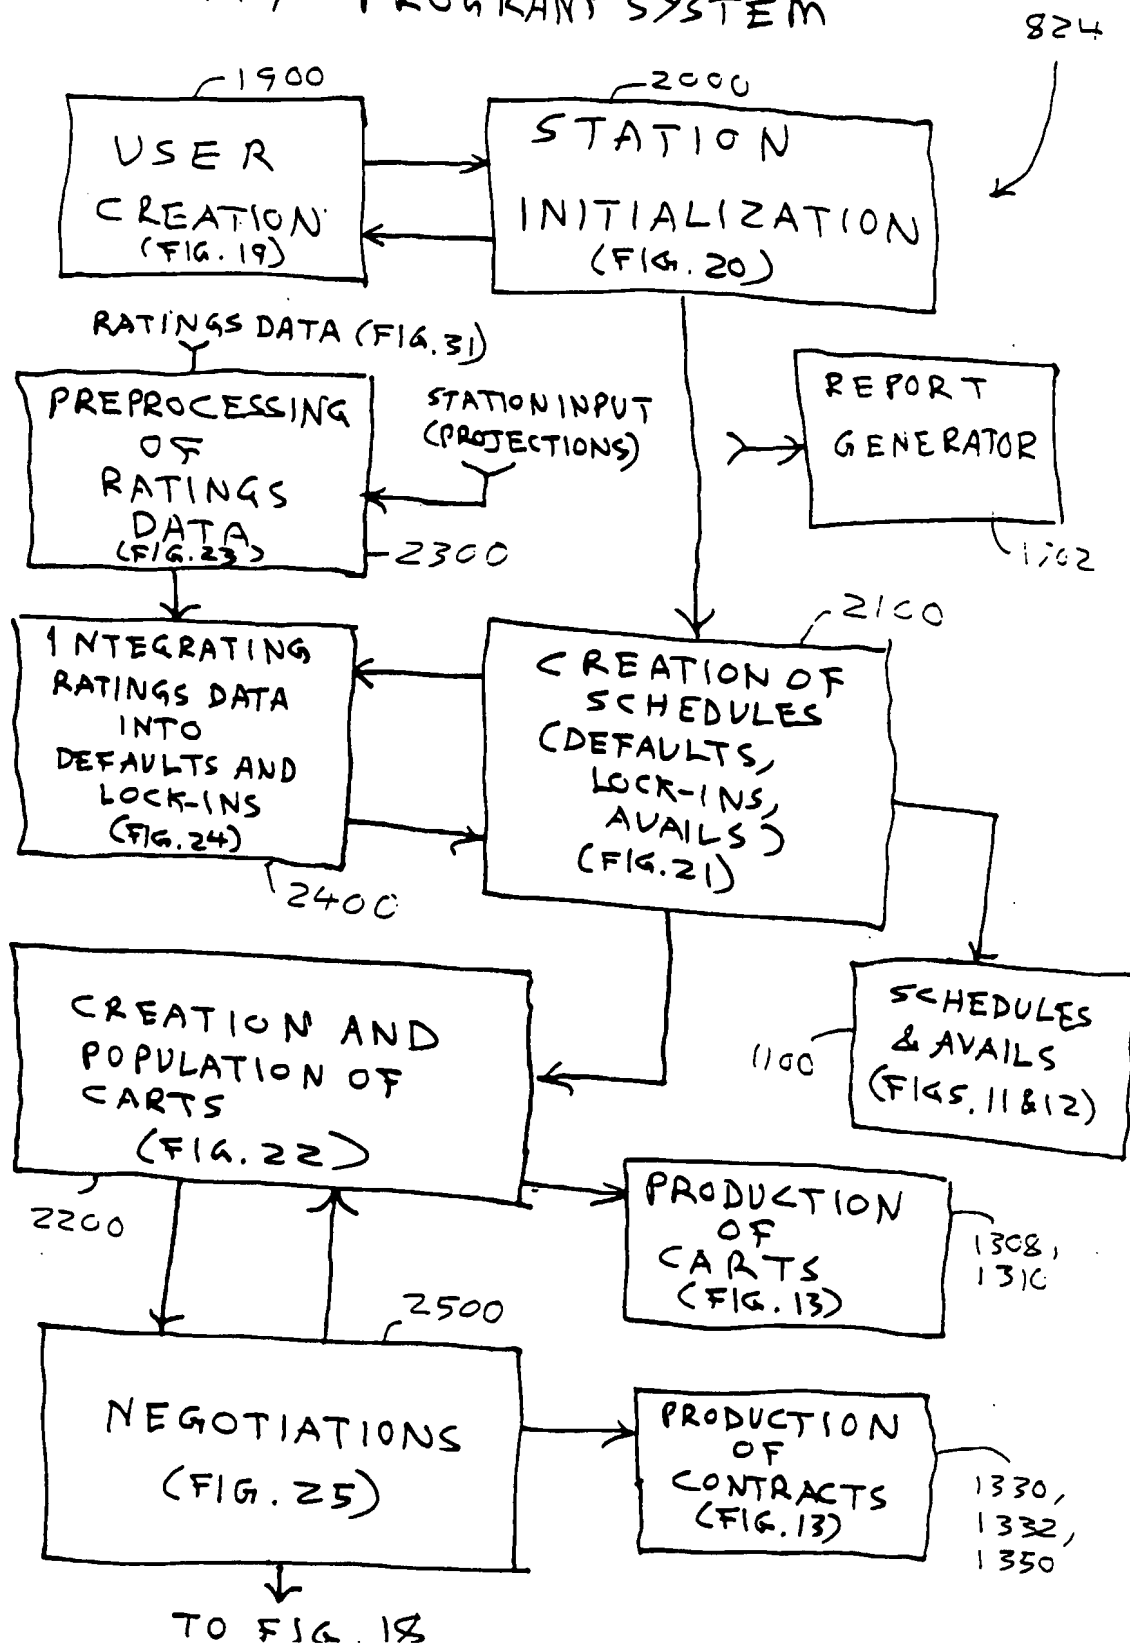 PROGRAM SYSTEM
824
1900
USER
CREATION
(FIG. 19)
2000
STATION
INITIALIZATION
(FIG. 20)
RATINGS DATA (FIG. 31)
PREPROCESSING
OF
RATINGS
DATA
(FIG. 23)
2300
STATION INPUT
(PROJECTIONS)
REPORT
GENERATOR
1702
INTEGRATING
RATINGS DATA
INTO
DEFAULTS AND
LOCK-INS
(FIG. 24)
2400
2100
CREATION OF
SCHEDULES
(DEFAULTS,
LOCK-INS,
AVAILS)
(FIG. 21)
SCHEDULES
& AVAILS
(FIGS. 11 & 12)
1100
CREATION AND
POPULATION OF
CARTS
(FIG. 22)
2200
PRODUCTION
OF
CARTS
(FIG. 13)
1308,
1310
2500
NEGOTIATIONS
(FIG. 25)
PRODUCTION
OF
CONTRACTS
(FIG. 13)
1330,
1332,
1350
TO FIG. 18